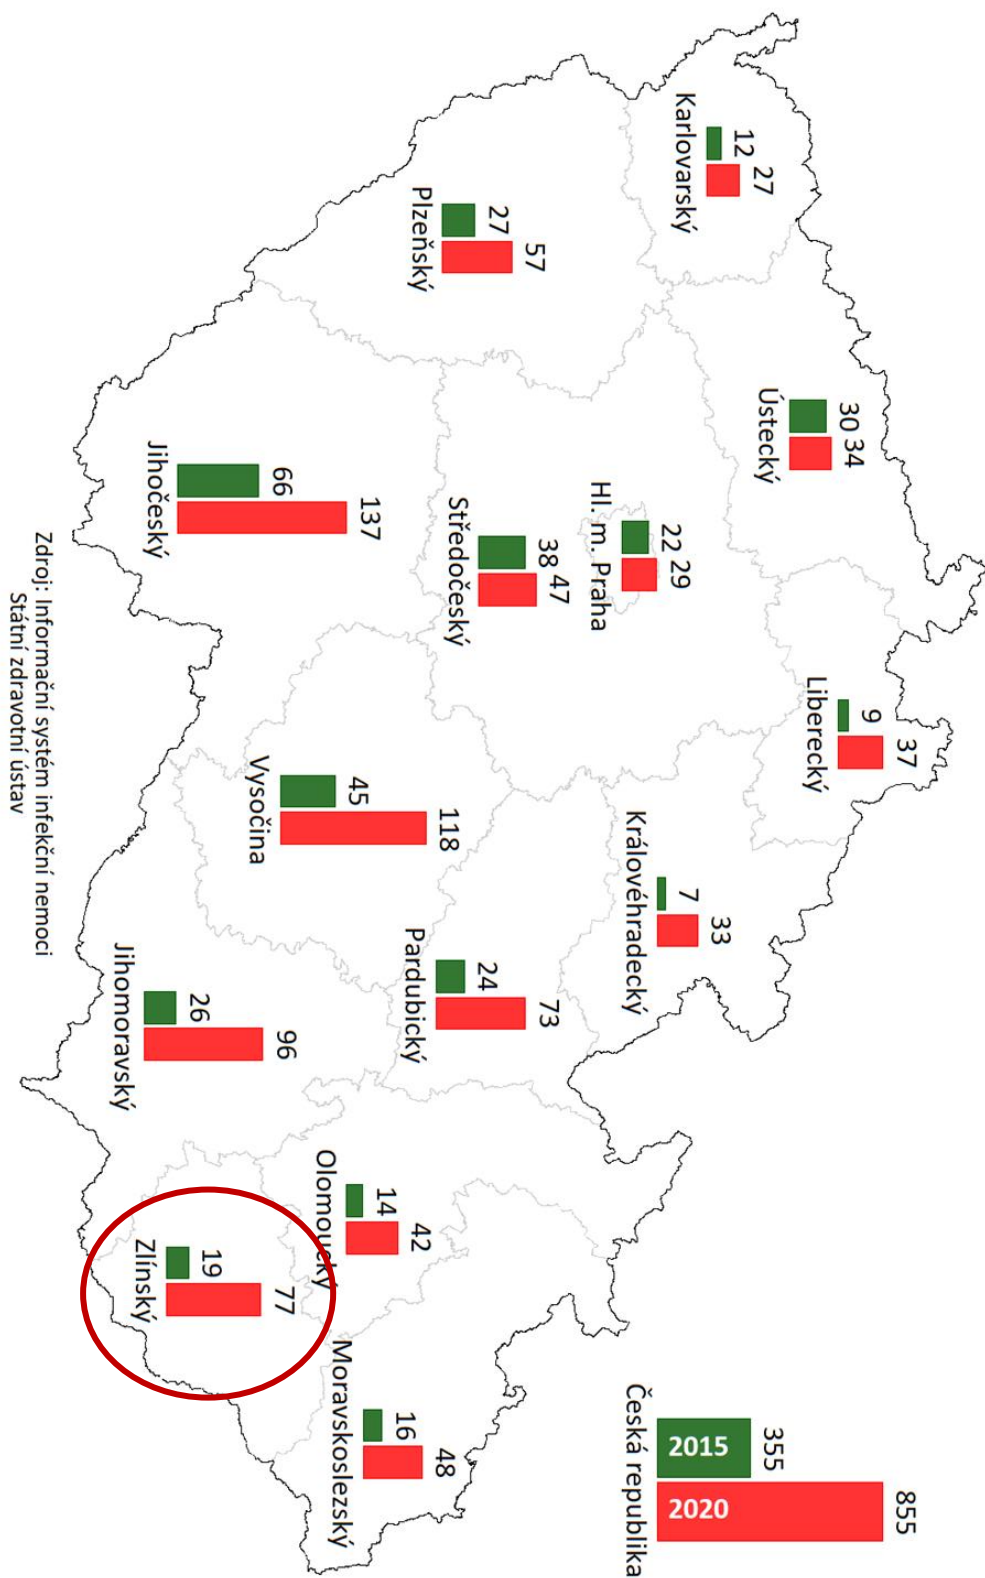 855
355
2015
2020
Česká republika
12
27
Karlovarský
30
34
Ústecký
9
37
Liberecký
7
33
Královéhradecký
27
57
Plzeňský
22
29
Hl. m. Praha
38
47
Středočeský
66
137
Jihočeský
45
118
Vysočina
24
73
Pardubický
26
96
Jihomoravský
14
42
Olomoucký
16
48
Moravskoslezský
19
77
Zlínský
Zdroj: Informační systém infekční nemoci
Státní zdravotní ústav